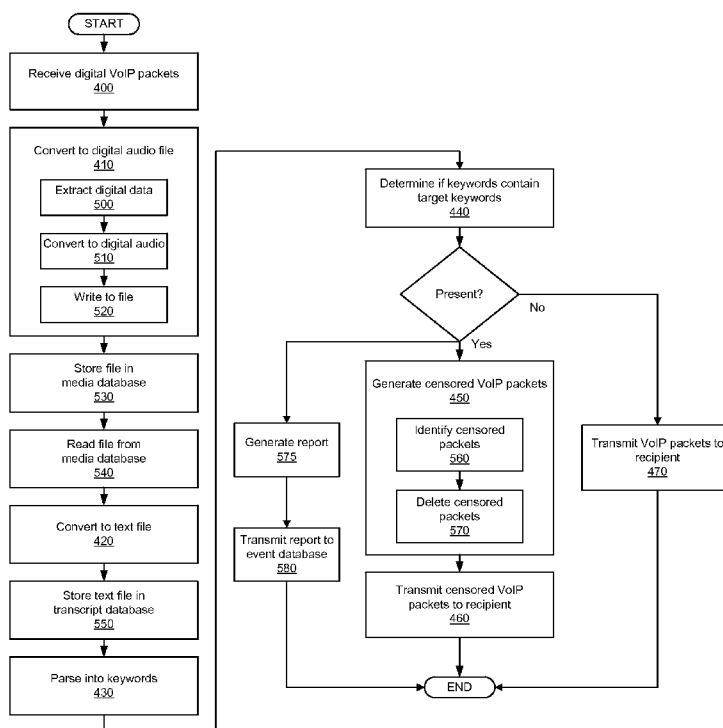 START
Receive digital VoIP packets
400
Convert to digital audio file
410
Extract digital data
500
Convert to digital audio
510
Write to file
520
Store file in
media database
530
Read file from
media database
540
Convert to text file
420
Store text file in
transcript database
550
Parse into keywords
430
Determine if keywords contain
target keywords
440
Present?
No
Yes
Generate report
575
Transmit report to
event database
580
Generate censored VoIP packets
450
Identify censored
packets
560
Delete censored
packets
570
Transmit censored VoIP
packets to recipient
460
Transmit VoIP packets to
recipient
470
END